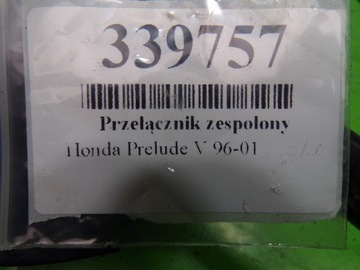 339757
Przełącznik zespolony
Honda Prelude V 96-01